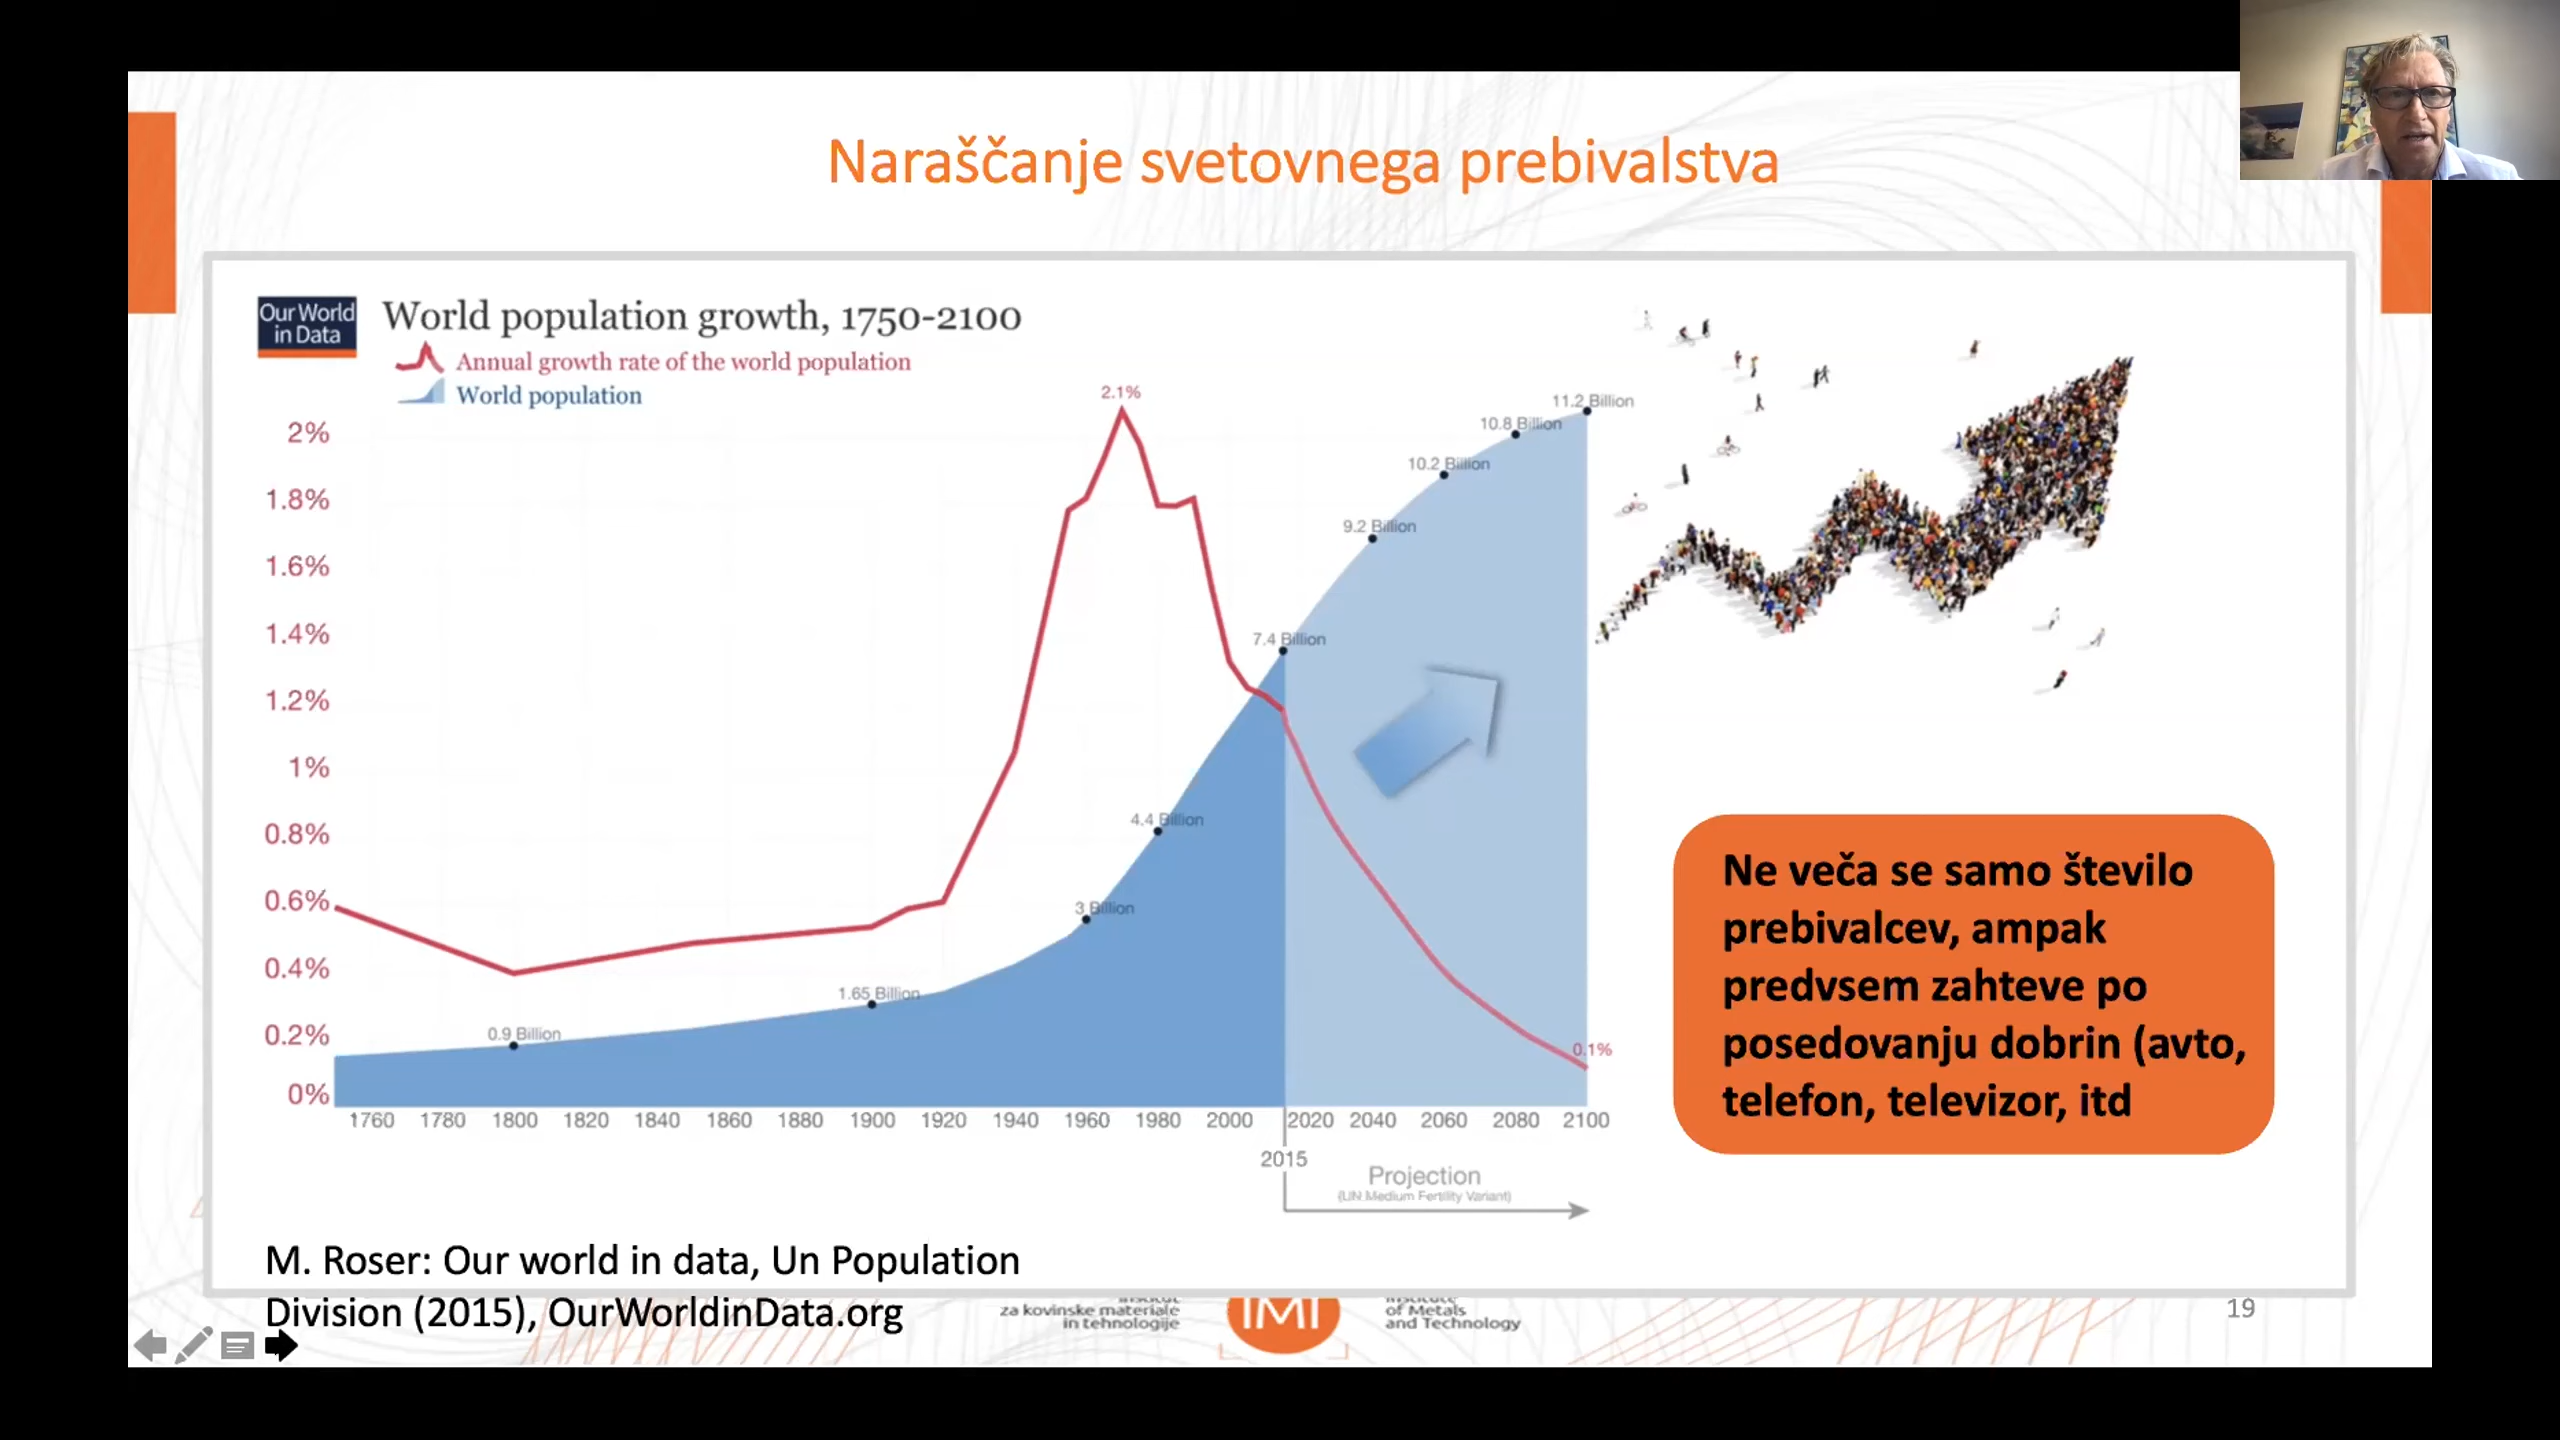 Naraščanje svetovnega prebivalstva
Our World
in Data
World population growth, 1750-2100
Annual growth rate of the world population
World population
2%
1.8%
1.6%
1.4%
1.2%
1%
0.8%
0.6%
0.4%
0.2%
0%
2.1%
0.9 Billion
1.65 Billion
3 Billion
4.4 Billion
7.4 Billion
9.2 Billion
10.2 Billion
10.8 Billion
11.2 Billion
0.1%
1760 1780 1800 1820 1840 1860 1880 1900 1920 1940 1960 1980 2000 2020 2040 2060 2080 2100
2015
Projection
(UN Medium Fertility Variant)
Ne veča se samo število
prebivalcev, ampak
predvsem zahteve po
posedovanju dobrin (avto,
telefon, televizor, itd
M. Roser: Our world in data, Un Population
Division (2015), OurWorldinData.org
za kovinske materiale
in tehnologije
IMT
of Metals
and Technology
19